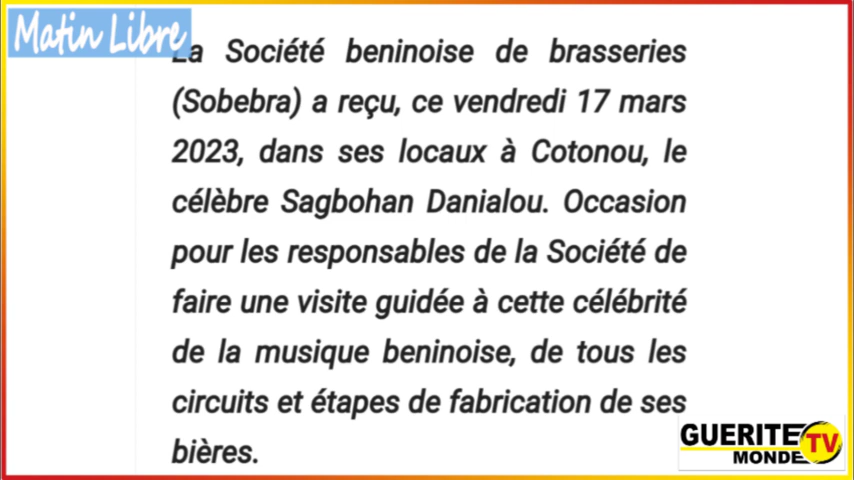 Matin Libre
La Société beninoise de brasseries
(Sobebra) a reçu, ce vendredi 17 mars
2023, dans ses locaux à Cotonou, le
célèbre Sagbohan Danialou. Occasion
pour les responsables de la Société de
faire une visite guidée à cette célébrité
de la musique beninoise, de tous les
circuits et étapes de fabrication de ses
bières.
GUERITE TV
MONDE